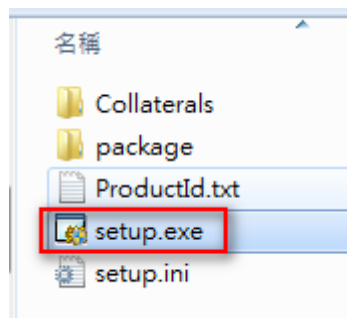 名稱
Collaterals
package
ProductId.txt
setup.exe
setup.ini